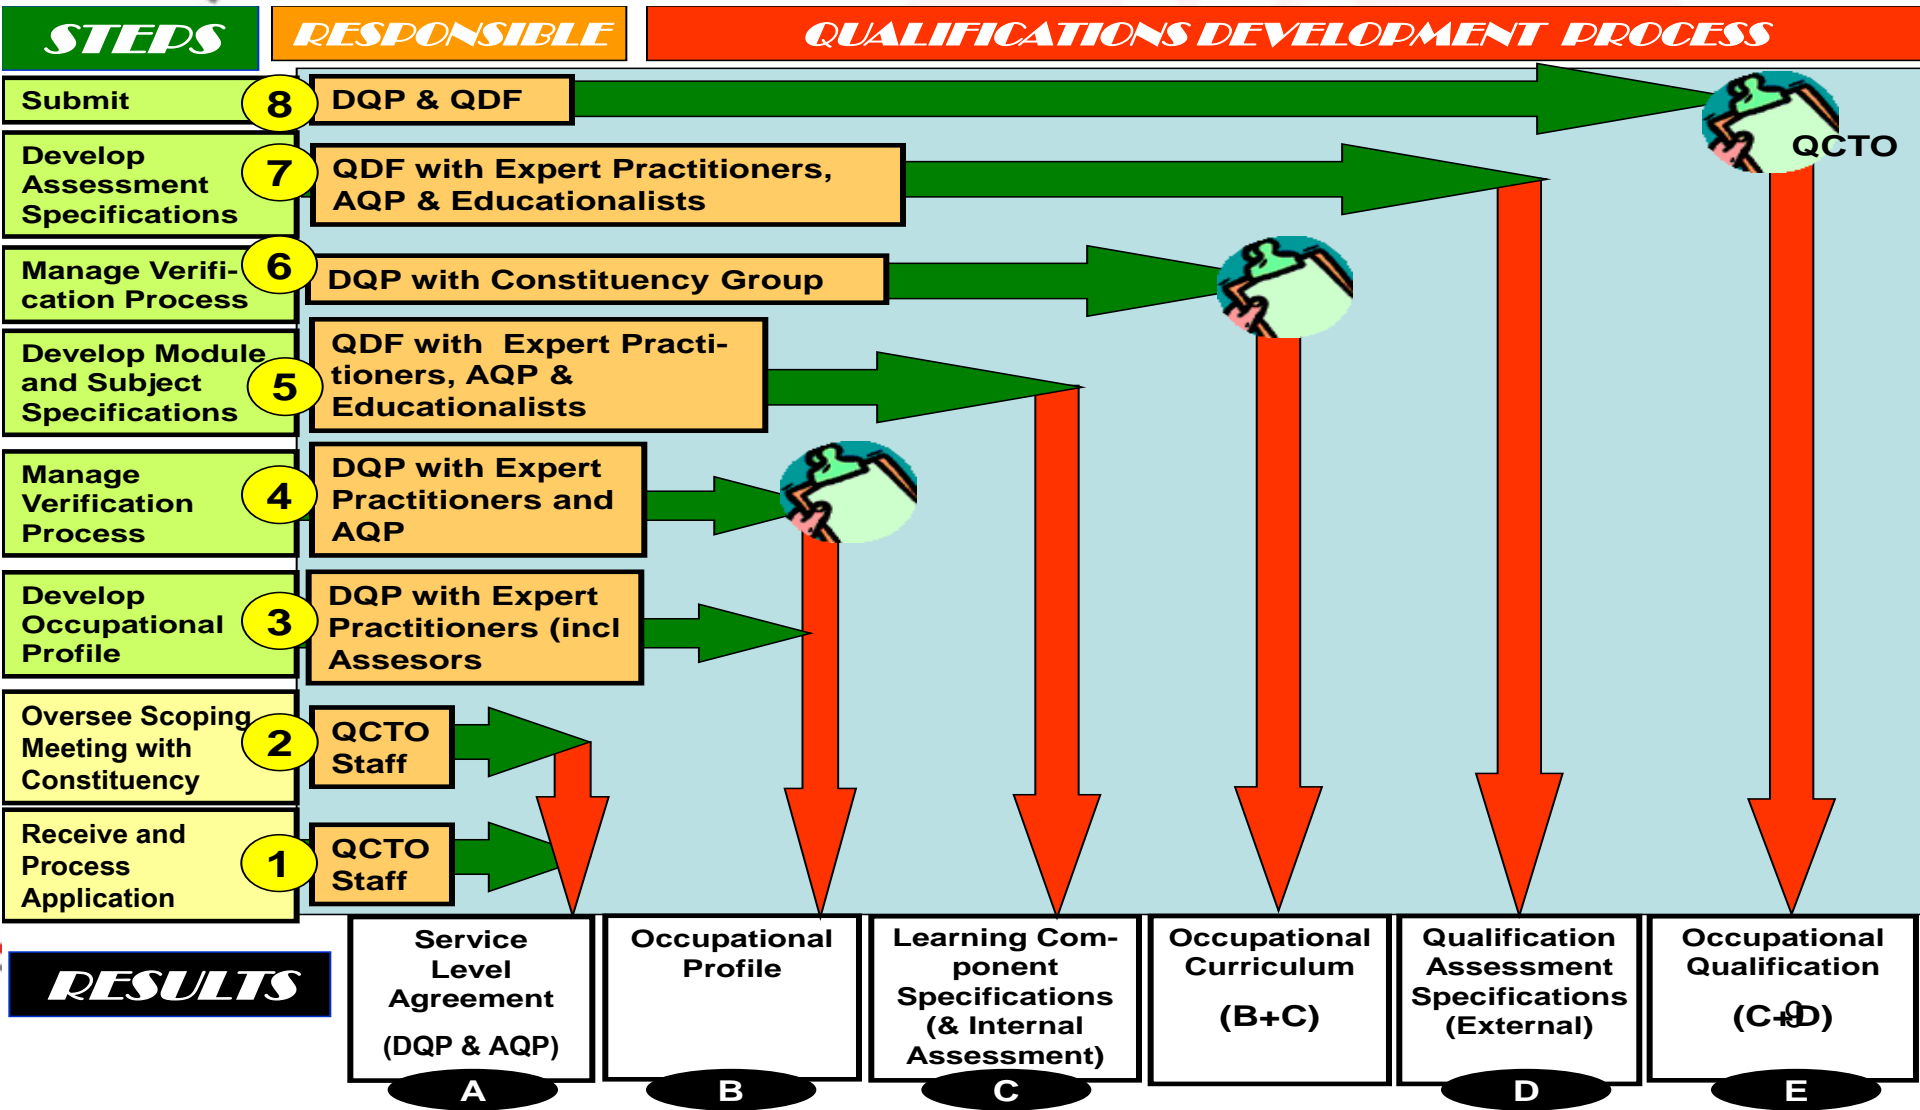 STEPS
RESPONSIBLE
QUALIFICATIONS DEVELOPMENT PROCESS
Submit
8
DQP & QDF
QCTO
Develop
Assessment
Specifications
7
QDF with Expert Practitioners,
AQP & Educationalists
Manage Verifi-
cation Process
6
DQP with Constituency Group
Develop Module
and Subject
Specifications
5
QDF with Expert Practi-
tioners, AQP &
Educationalists
Manage
Verification
Process
4
DQP with Expert
Practitioners and
AQP
Develop
Occupational
Profile
3
DQP with Expert
Practitioners (incl
Assesors
Oversee Scoping
Meeting with
Constituency
2
QCTO
Staff
Receive and
Process
Application
1
QCTO
Staff
RESULTS
Service
Level
Agreement
(DQP & AQP)
A
Occupational
Profile
B
Learning Com-
ponent
Specifications
(& Internal
Assessment)
C
Occupational
Curriculum
(B+C)
Qualification
Assessment
Specifications
(External)
D
Occupational
Qualification
(C+D)
9
E